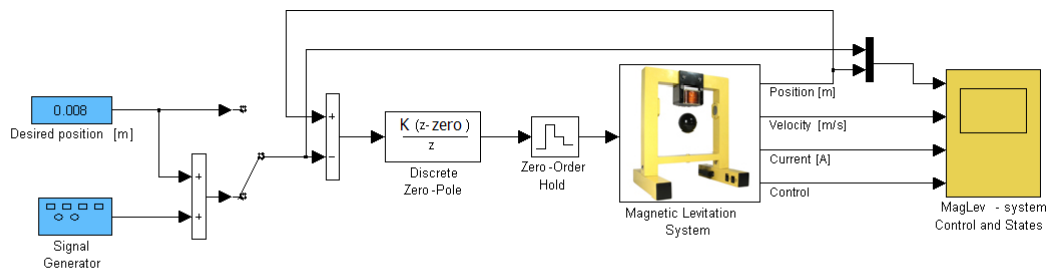 0.008
Desired position [m]
Signal
Generator
+
+
+
−
K (z-zero)
z
Discrete
Zero-Pole
Zero-Order
Hold
Magnetic Levitation
System
Position [m]
Velocity [m/s]
Current [A]
Control
MagLev - system
Control and States